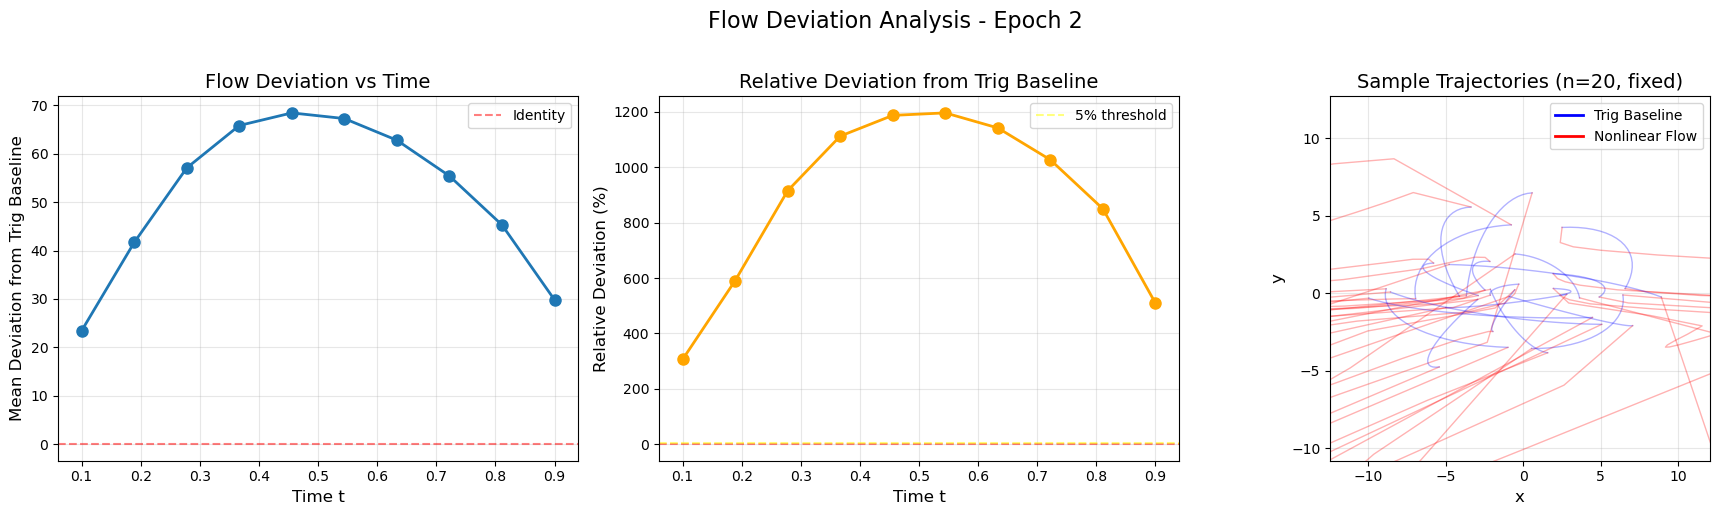 Flow Deviation Analysis - Epoch 2
Flow Deviation vs Time
Mean Deviation from Trig Baseline
70
60
50
40
30
20
10
0
Identity
0.1 0.2 0.3 0.4 0.5 0.6 0.7 0.8 0.9
Time t
Relative Deviation from Trig Baseline
Relative Deviation (%)
1200
1000
800
600
400
200
0
5% threshold
0.1 0.2 0.3 0.4 0.5 0.6 0.7 0.8 0.9
Time t
Sample Trajectories (n=20, fixed)
y
10
5
0
−5
−10
Trig Baseline
Nonlinear Flow
−10 −5 0 5 10
x